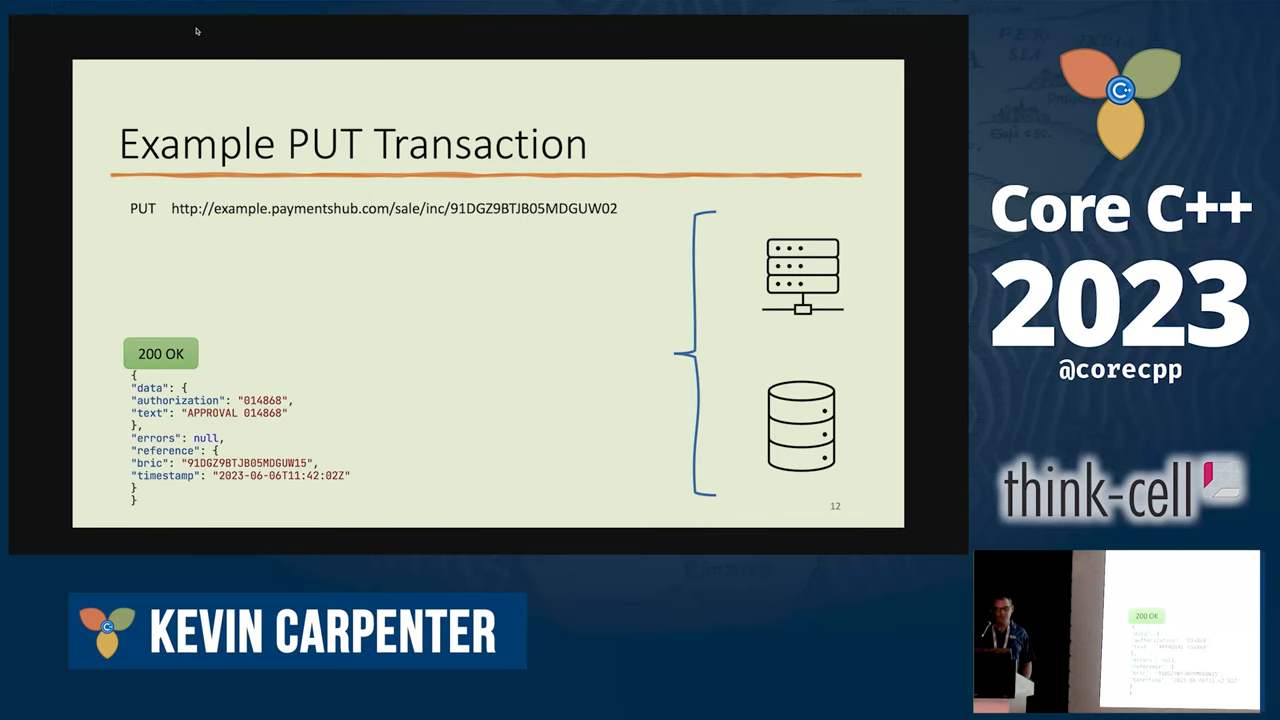 Example PUT Transaction
PUT http://example.paymentshub.com/sale/inc/91DGZ9BTJB05MDGUW02
200 OK
{
"data": {
"authorization": "014868",
"text": "APPROVAL 014868"
},
"errors": null,
"reference": {
"bric": "91DGZ9BTJB05MDGUW15",
"timestamp": "2023-06-06T11:42:02Z"
}
}
12
C++
Core C++
2023
@corecpp
think-cell
C++
KEVIN CARPENTER
200 OK